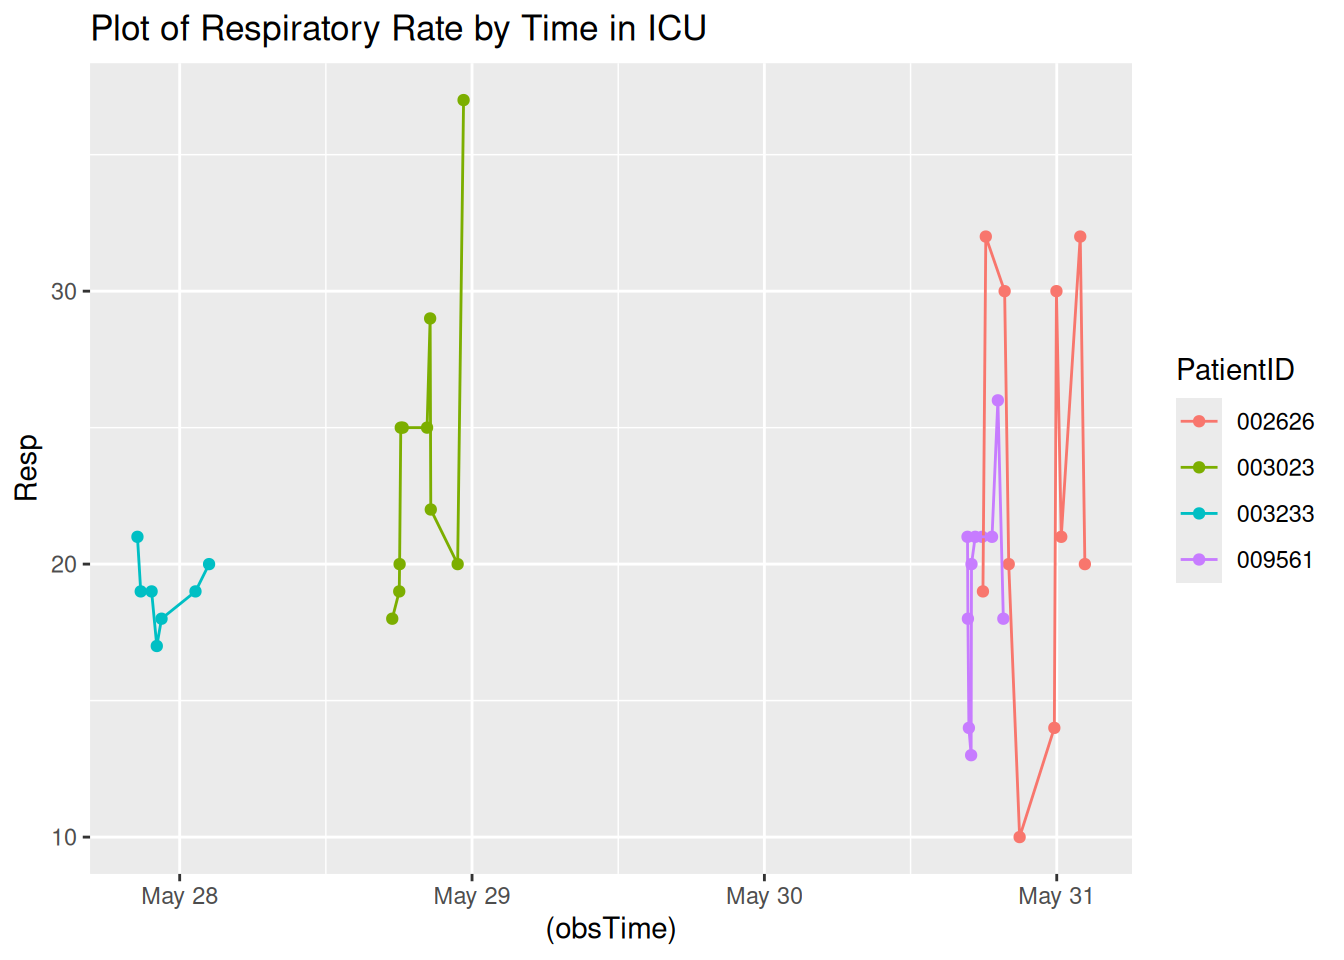 Plot of Respiratory Rate by Time in ICU
Resp
30
20
10
May 28
May 29
May 30
May 31
(obsTime)
PatientID
002626
003023
003233
009561